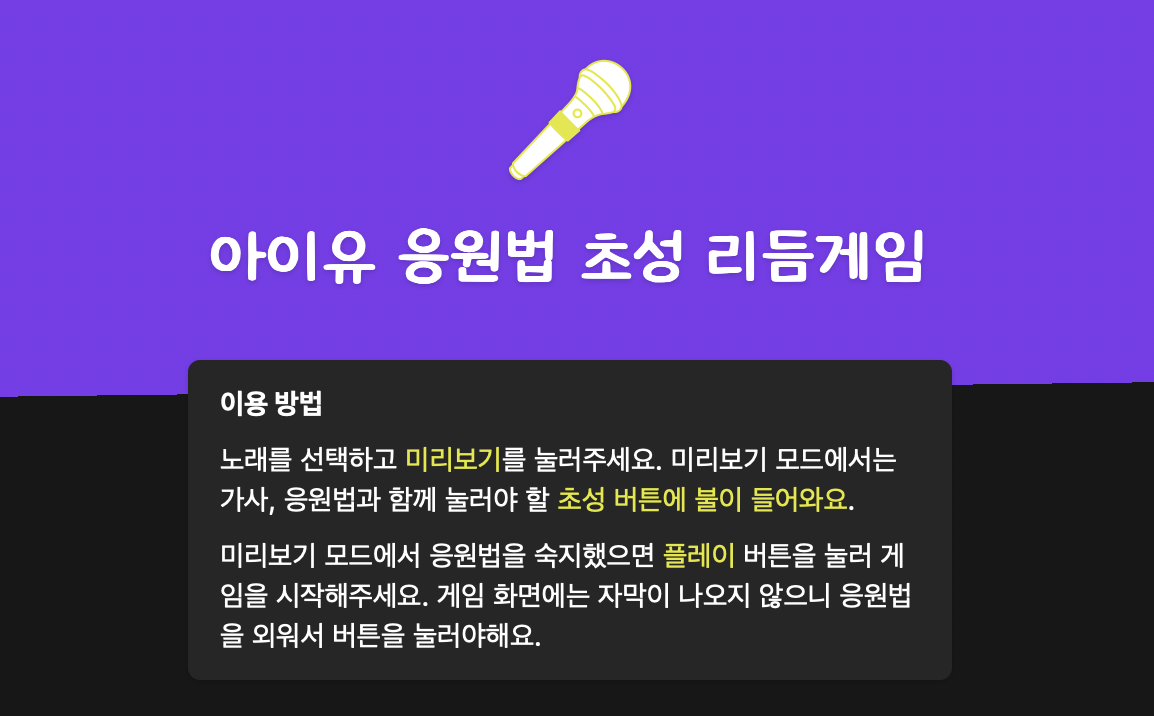 아이유 응원법 초성 리듬게임
이용 방법
노래를 선택하고 미리보기를 눌러주세요. 미리보기 모드에서는
가사, 응원법과 함께 눌러야 할 초성 버튼에 불이 들어와요.
미리보기 모드에서 응원법을 숙지했으면 플레이 버튼을 눌러 게
임을 시작해주세요. 게임 화면에는 자막이 나오지 않으니 응원법
을 외워서 버튼을 눌러야해요.